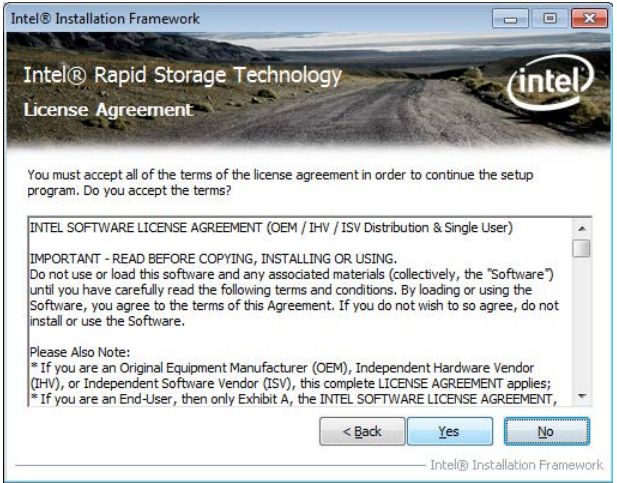 Intel® Installation Framework
Intel® Rapid Storage Technology
License Agreement
(intel)
You must accept all of the terms of the license agreement in order to continue the setup
program. Do you accept the terms?
INTEL SOFTWARE LICENSE AGREEMENT (OEM / IHV / ISV Distribution & Single User)
IMPORTANT - READ BEFORE COPYING, INSTALLING OR USING.
Do not use or load this software and any associated materials (collectively, the "Software")
until you have carefully read the following terms and conditions. By loading or using the
Software, you agree to the terms of this Agreement. If you do not wish to so agree, do not
install or use the Software.
Please Also Note:
* If you are an Original Equipment Manufacturer (OEM), Independent Hardware Vendor
(IHV), or Independent Software Vendor (ISV), this complete LICENSE AGREEMENT applies;
* If you are an End-User, then only Exhibit A, the INTEL SOFTWARE LICENSE AGREEMENT,
< Back
Yes
No
Intel® Installation Framework